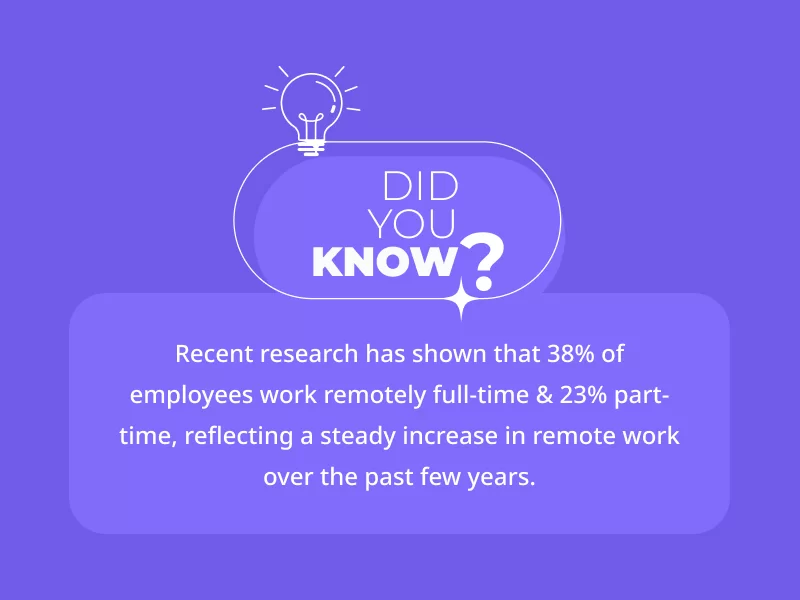 DID
YOU
KNOW?
Recent research has shown that 38% of
employees work remotely full-time & 23% part-
time, reflecting a steady increase in remote work
over the past few years.